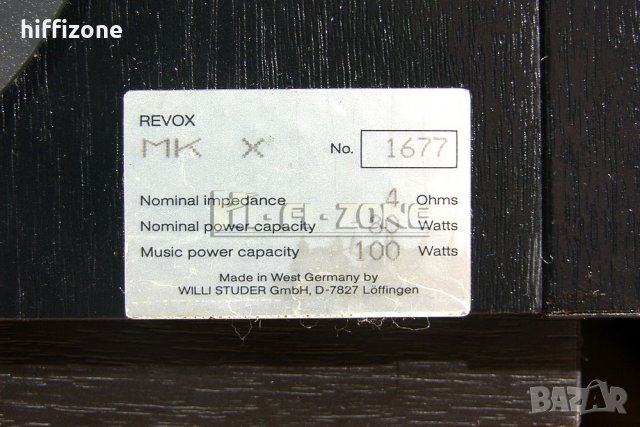 hiffizone
REVOX
MK X No. 1677
Nominal impedance 4 Ohms
Nominal power capacity Watts
Music power capacity 100 Watts
Made in West Germany by
WILLI STUDER GmbH, D-7827 Löffingen
BAZAR